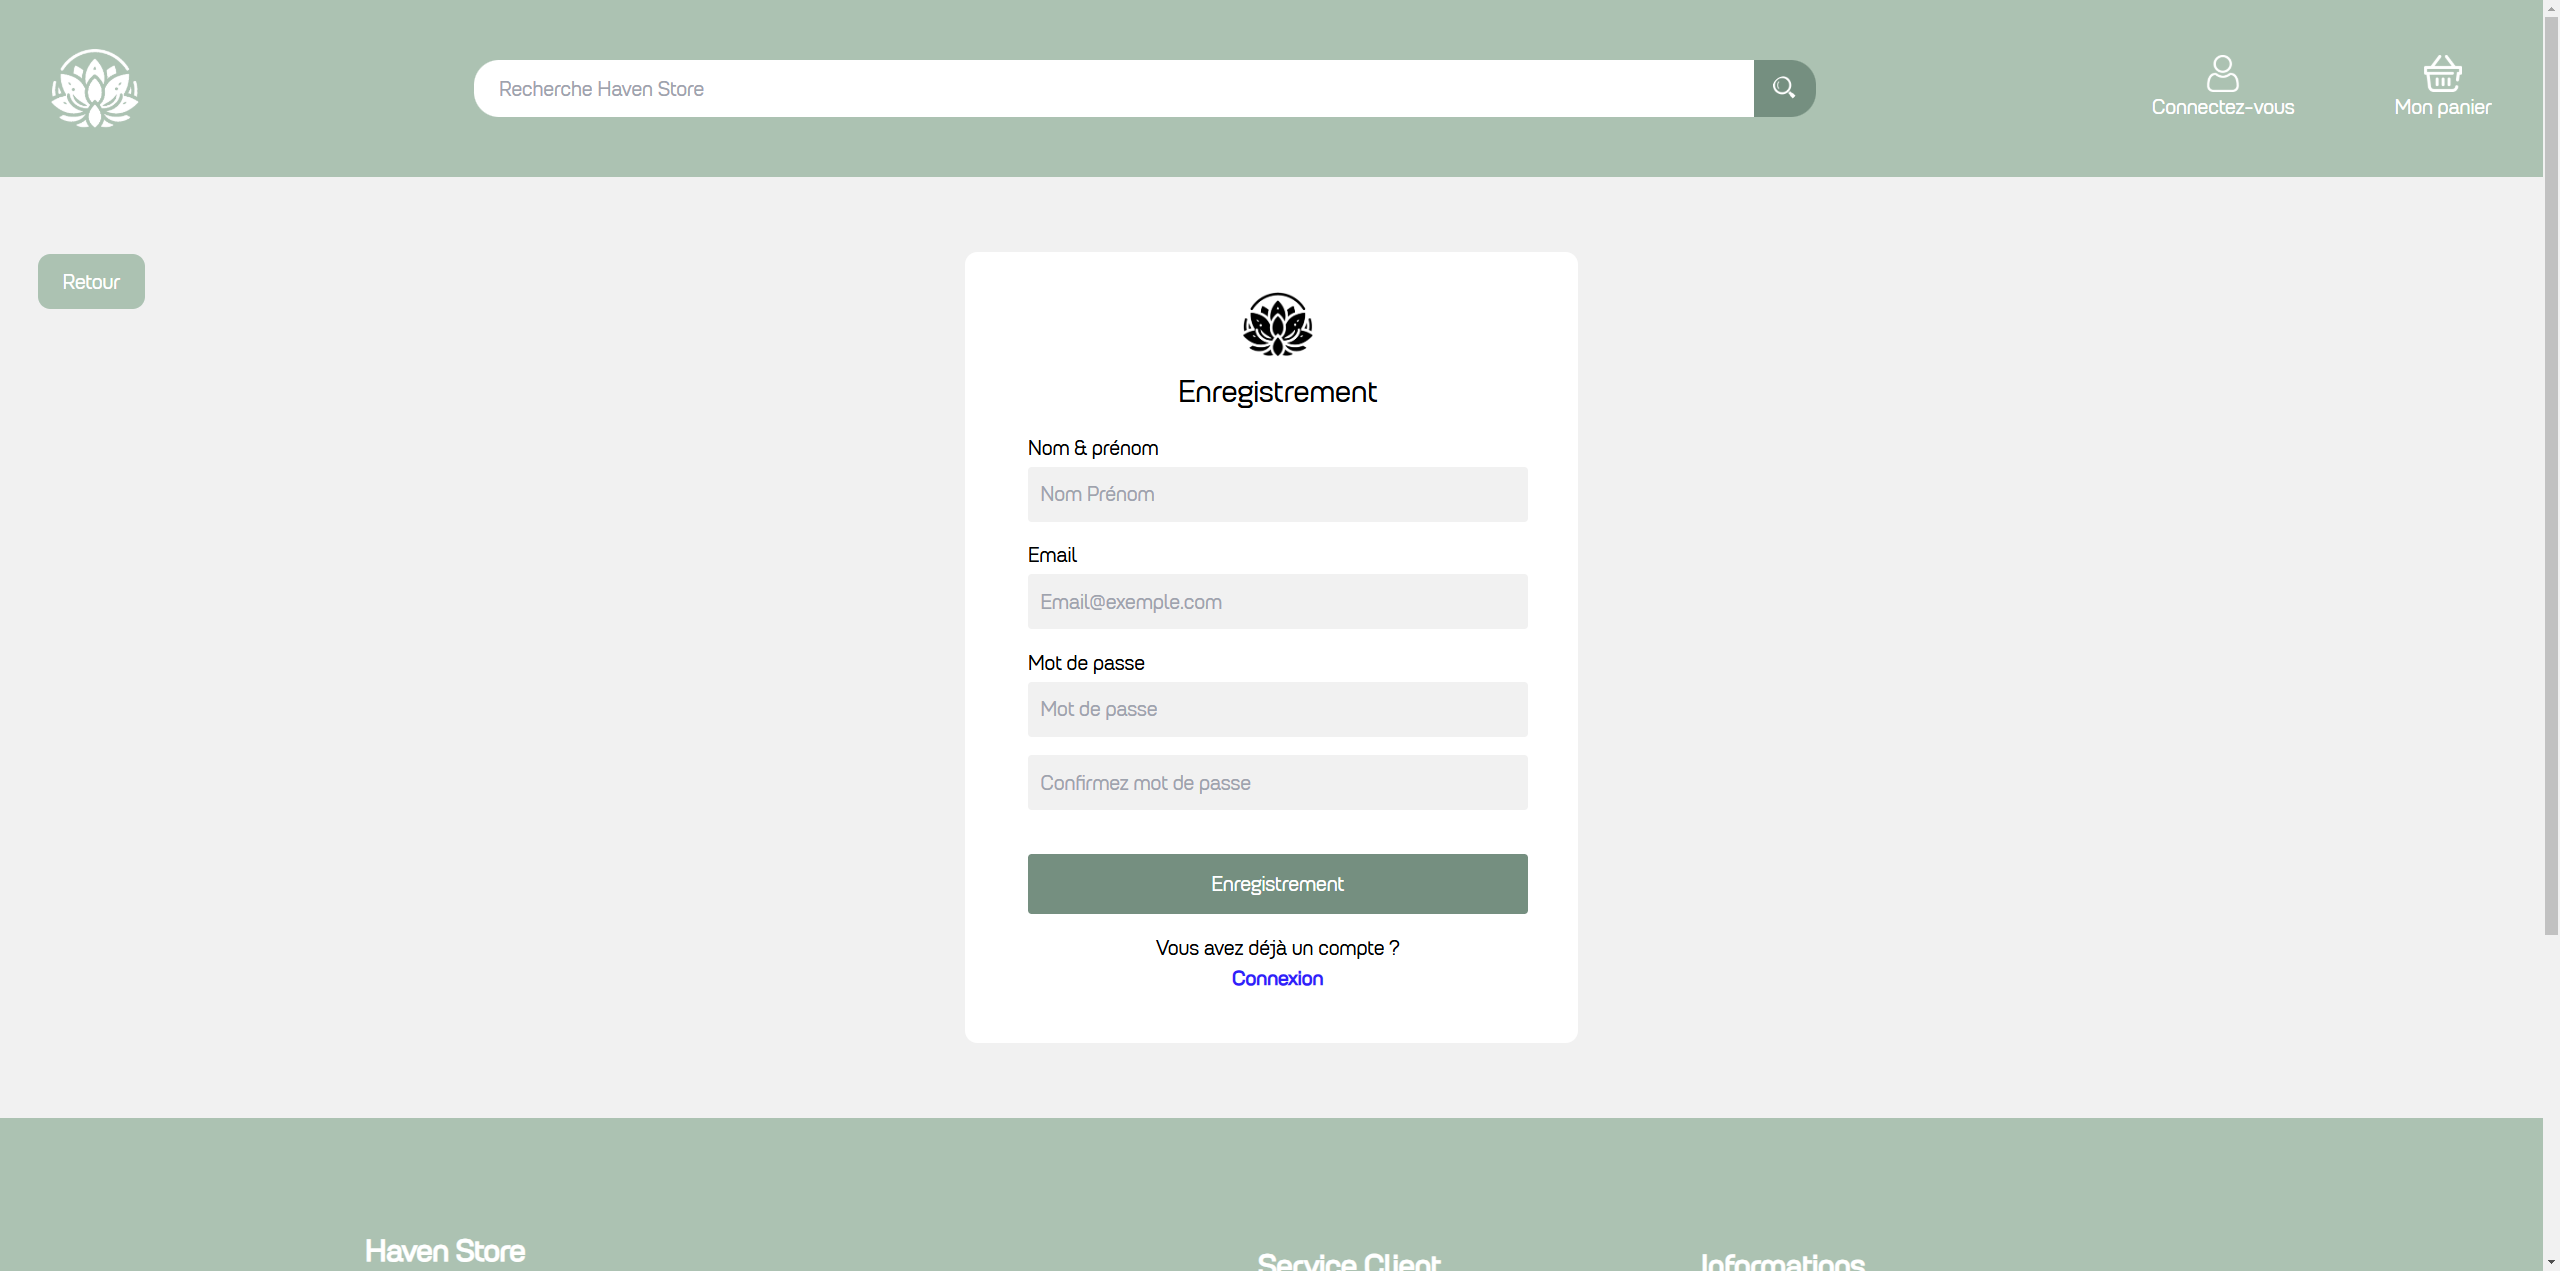 Recherche Haven Store
Connectez-vous
Mon panier
Retour
Enregistrement
Nom & prénom
Nom Prénom
Email
Email@exemple.com
Mot de passe
Mot de passe
Confirmez mot de passe
Enregistrement
Vous avez déjà un compte ?
Connexion
Haven Store
Service Client
Informations